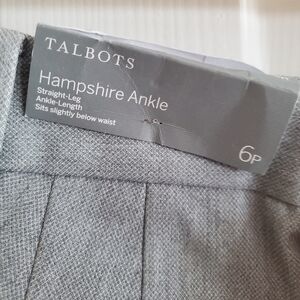 TALBOTS
Hampshire Ankle
Straight-Leg
Ankle-Length
Sits slightly below waist
6P